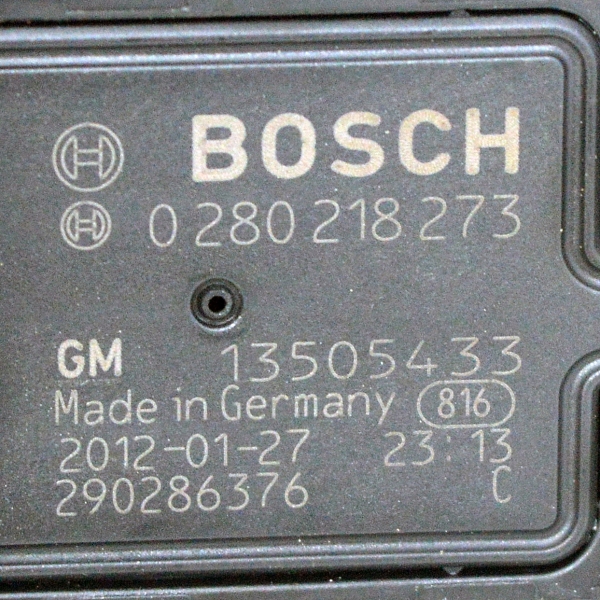 BOSCH
0 280 218 273
GM 13505433
Made in Germany 816
2012-01-27 23:13
290286376 C